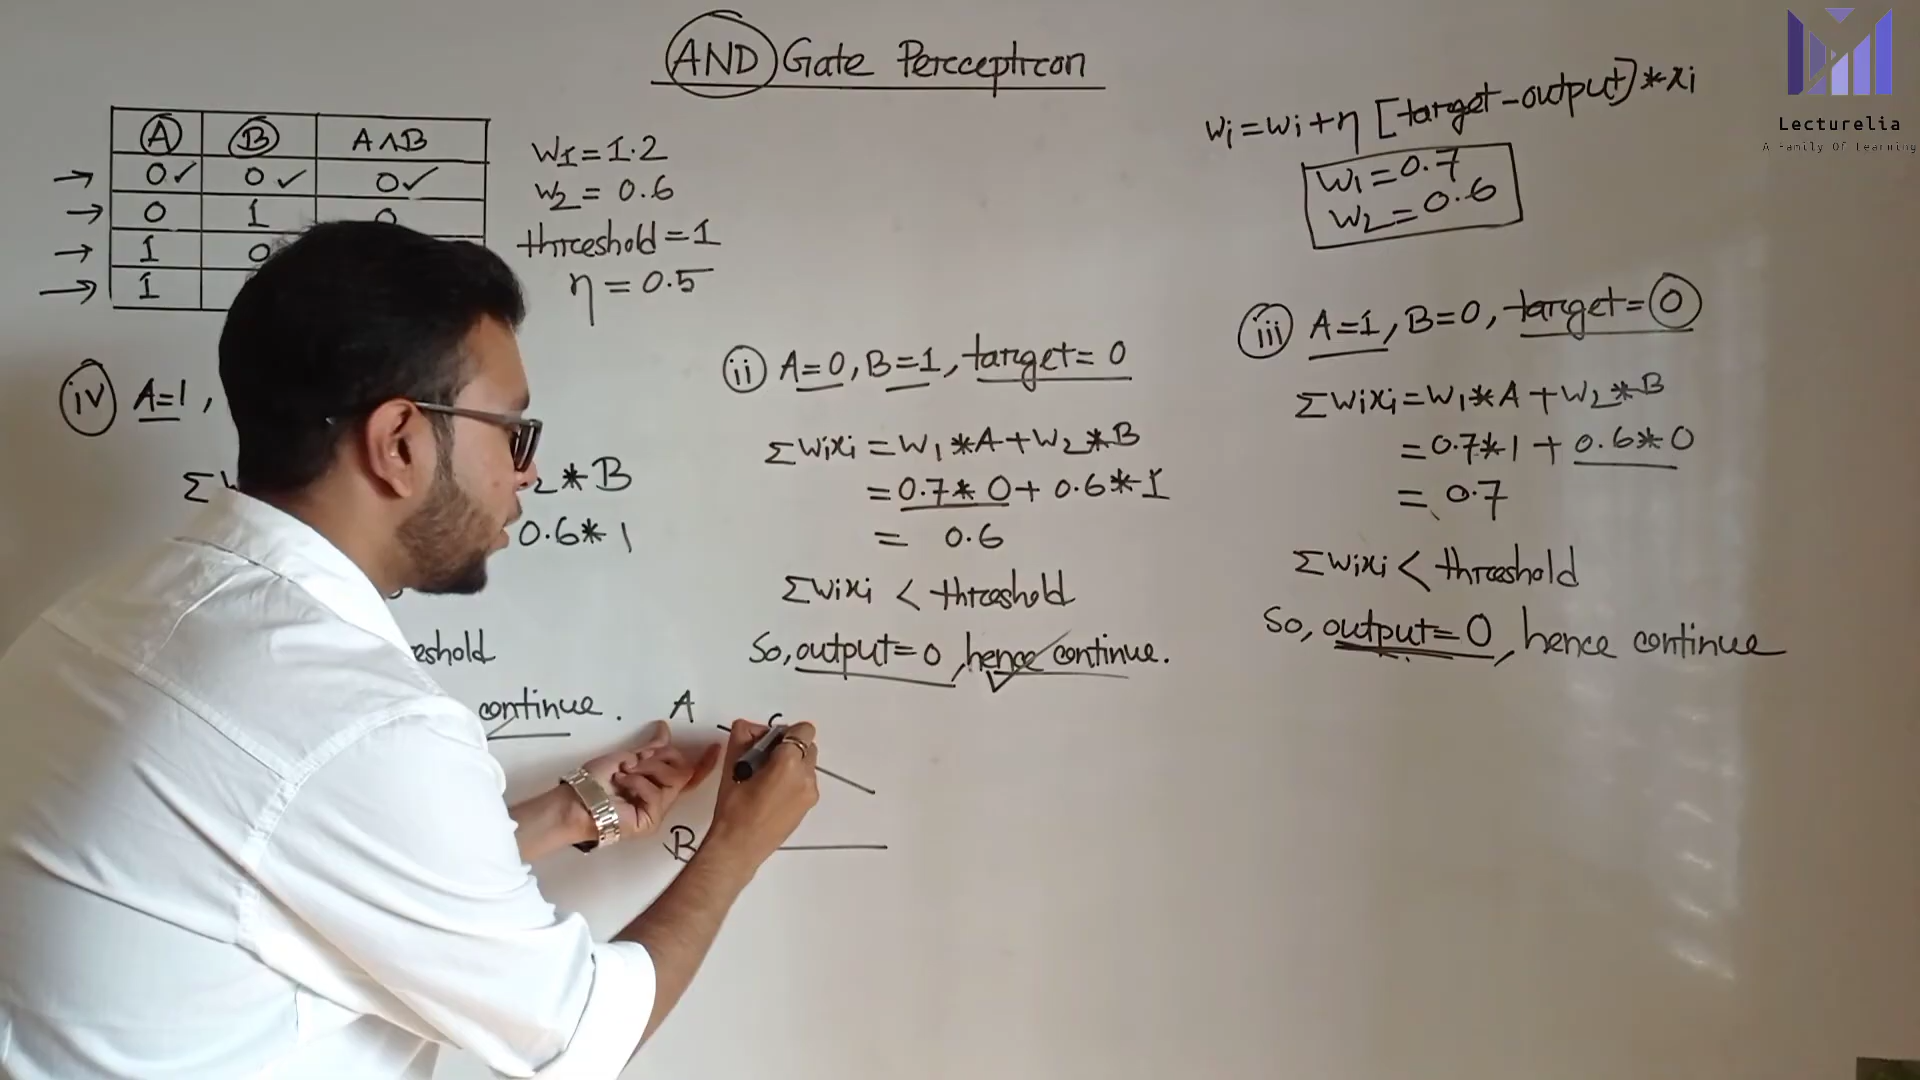 AND Gate Perceptron
wi = wi + η [target-output] * xi
W1 = 0.7
W2 = 0.6
Lecturelia
A Family Of Learning
A B A∧B
0✓ 0✓ 0✓
0 1 0
1 0
1
W1 = 1.2
W2 = 0.6
threshold = 1
η = 0.5
iv A=1,
2 * B
0.6 * 1
eshold
continue.
ii A=0, B=1, target= 0
Σwixi = W1 * A + W2 * B
= 0.7 * 0 + 0.6 * 1
= 0.6
Σwixi < threshold
So, output = 0, hence continue.
iii A=1, B=0, target= 0
Σwixi = W1 * A + W2 * B
= 0.7 * 1 + 0.6 * 0
= 0.7
Σwixi < threshold
So, output = 0, hence continue
A
B